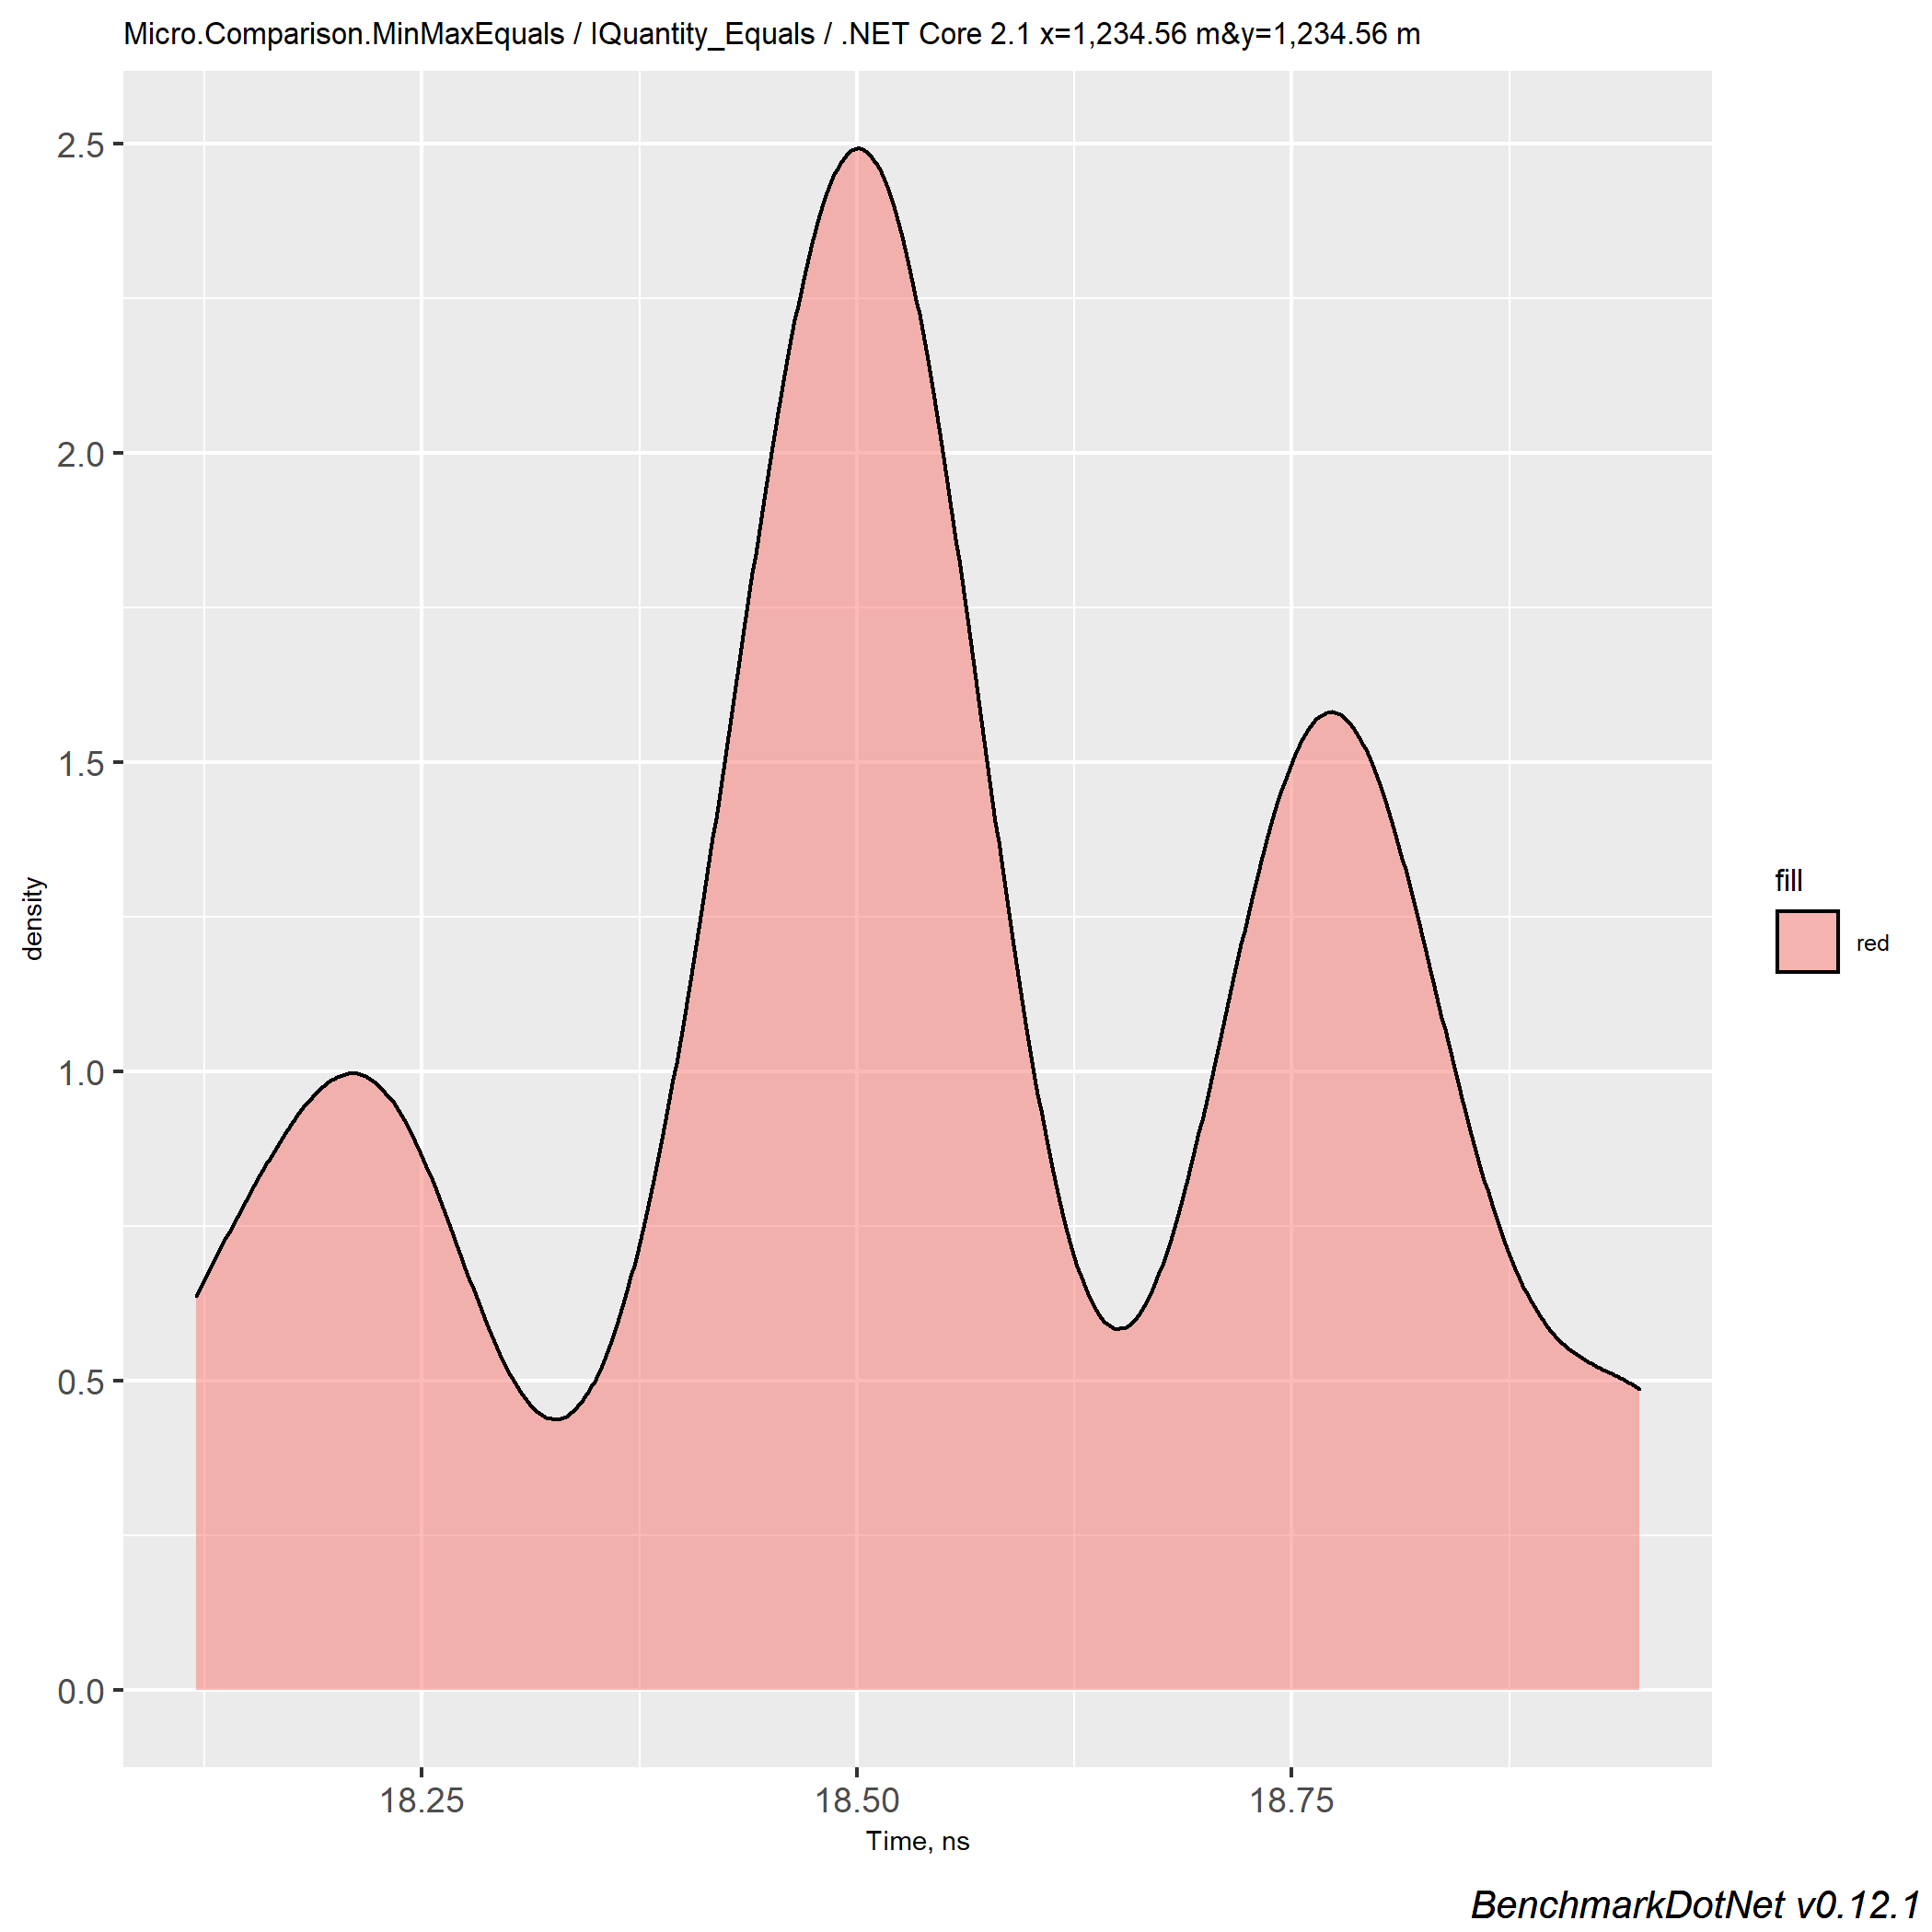 Micro.Comparison.MinMaxEquals / IQuantity_Equals / .NET Core 2.1 x=1,234.56 m&y=1,234.56 m
2.5
2.0
1.5
1.0
0.5
0.0
density
18.25 18.50 18.75
Time, ns
fill
red
BenchmarkDotNet v0.12.1